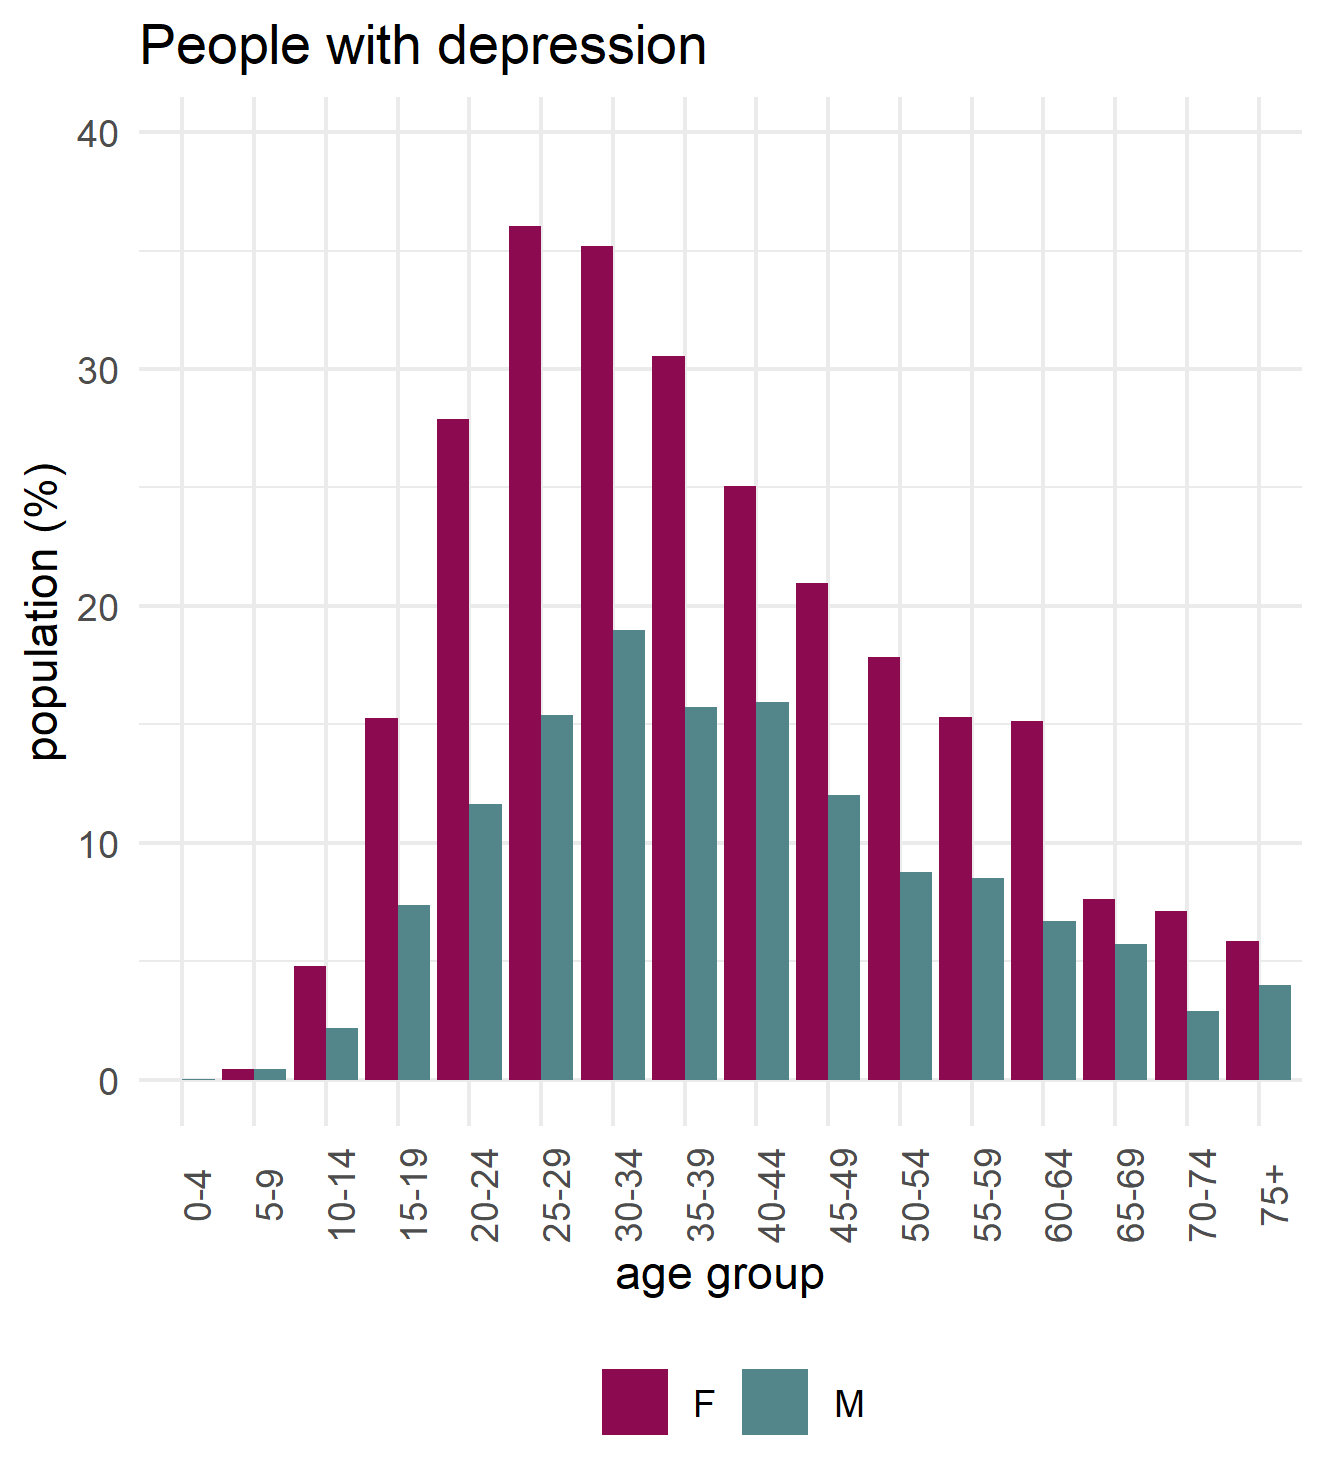 People with depression
40
30
20
10
0
population (%)
0-4 5-9 10-14 15-19 20-24 25-29 30-34 35-39 40-44 45-49 50-54 55-59 60-64 65-69 70-74 75+
age group
F M